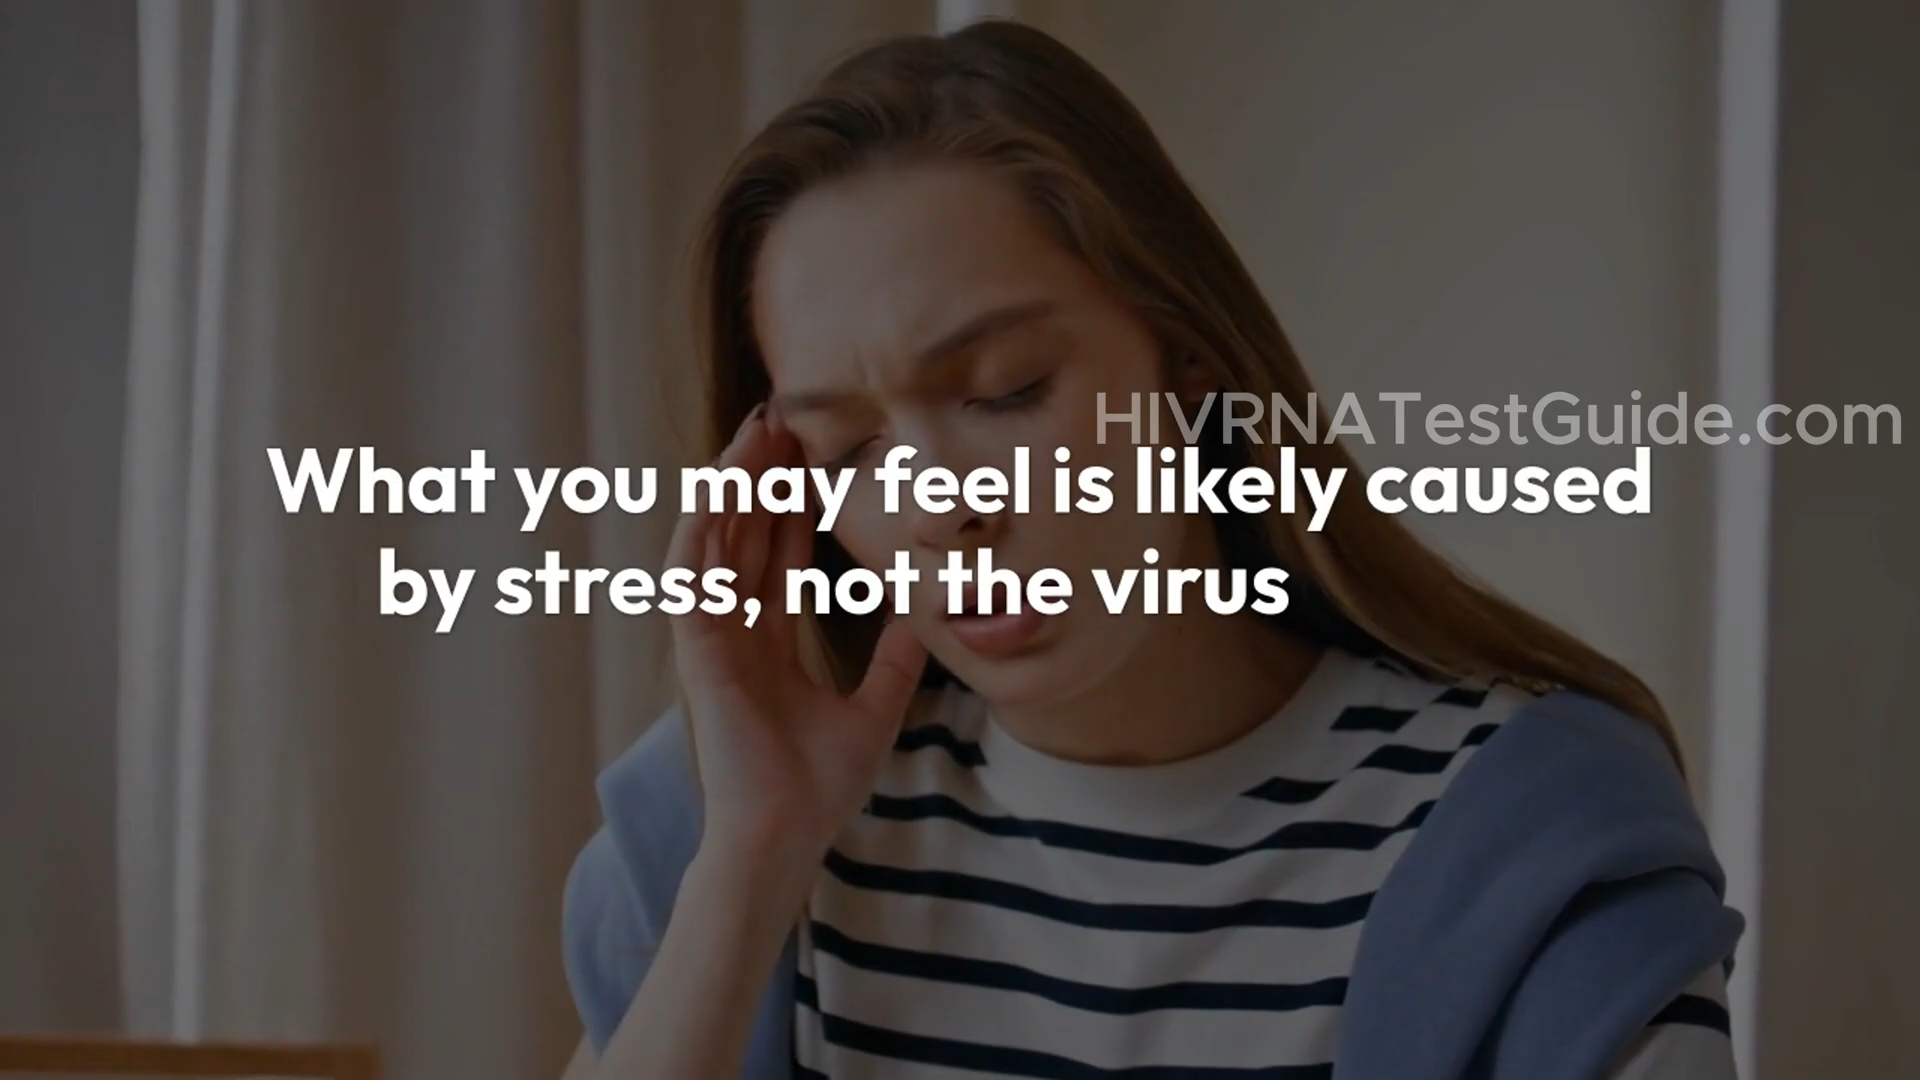 HIVRNATestGuide.com
What you may feel is likely caused
by stress, not the virus